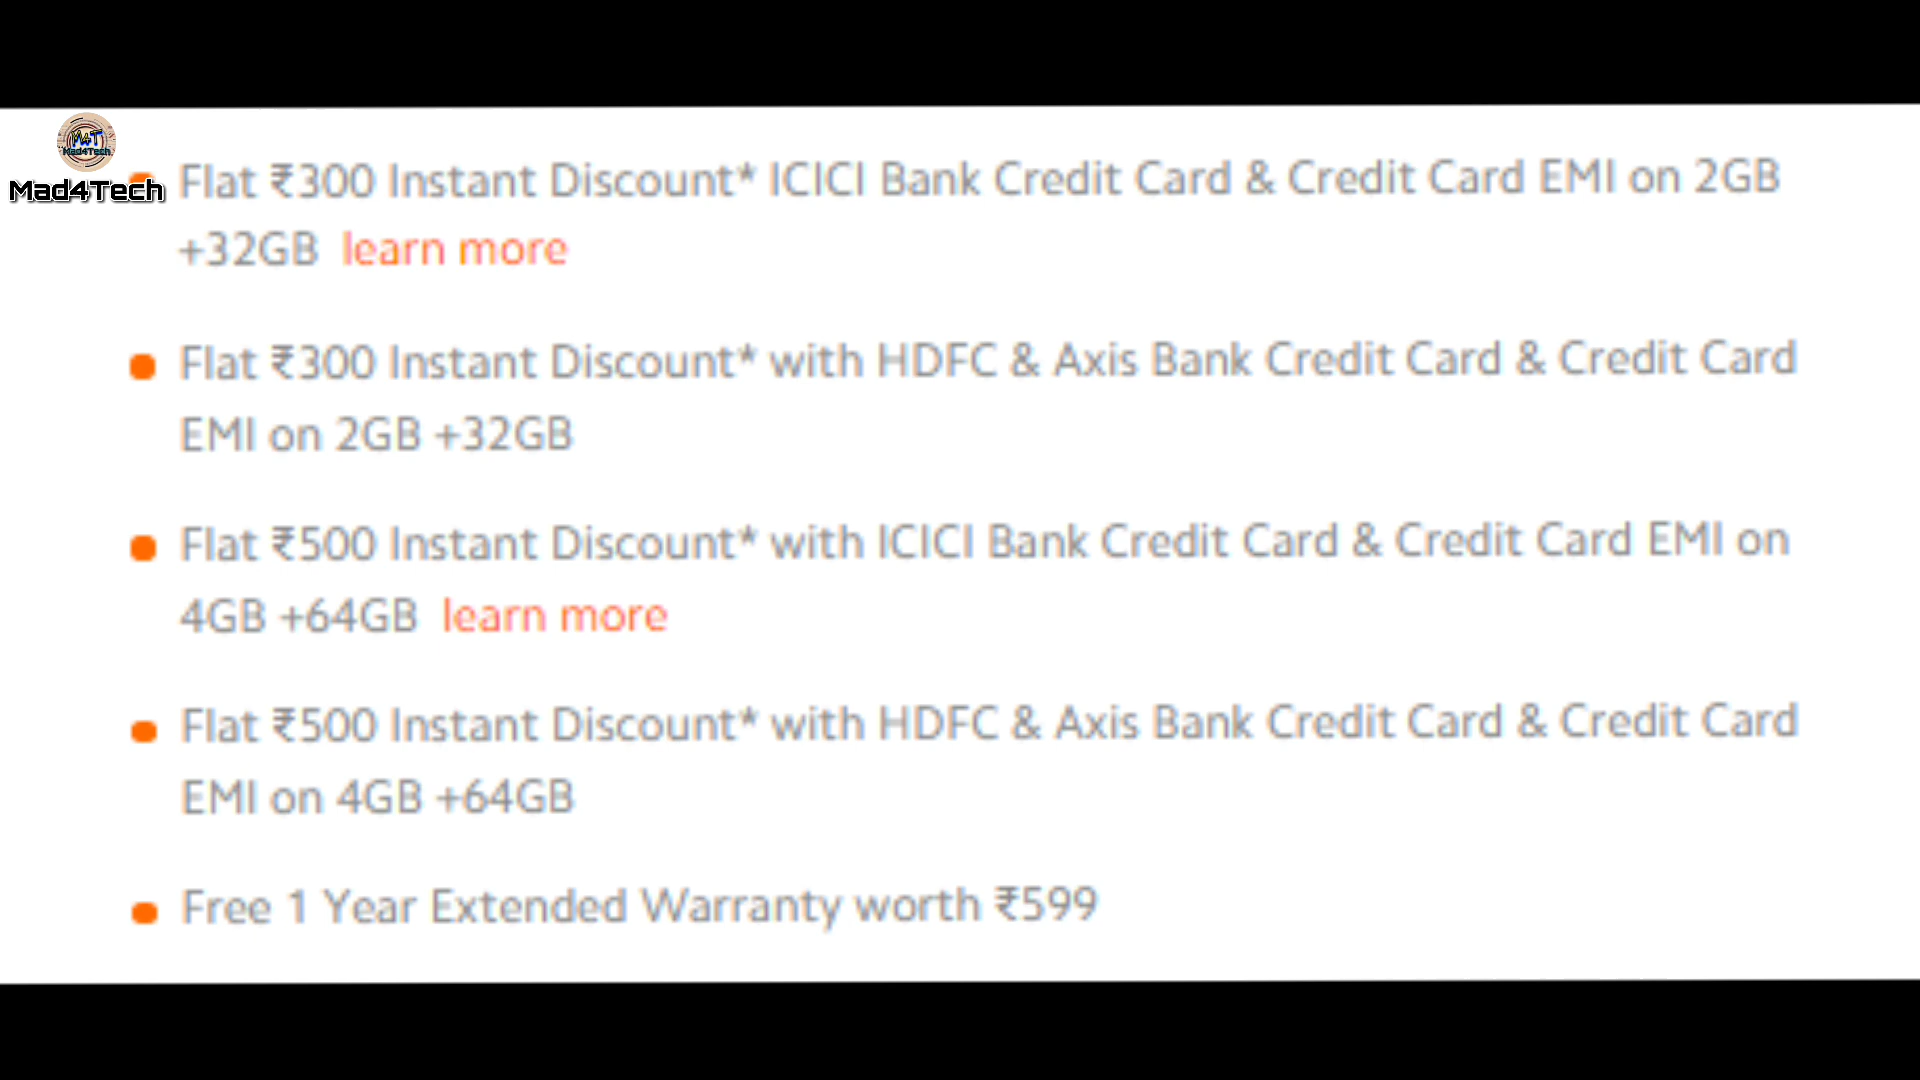 M4T
Mad4Tech
Mad4Tech
Flat ₹300 Instant Discount* ICICI Bank Credit Card & Credit Card EMI on 2GB
+32GB learn more
Flat ₹300 Instant Discount* with HDFC & Axis Bank Credit Card & Credit Card
EMI on 2GB +32GB
Flat ₹500 Instant Discount* with ICICI Bank Credit Card & Credit Card EMI on
4GB +64GB learn more
Flat ₹500 Instant Discount* with HDFC & Axis Bank Credit Card & Credit Card
EMI on 4GB +64GB
Free 1 Year Extended Warranty worth ₹599